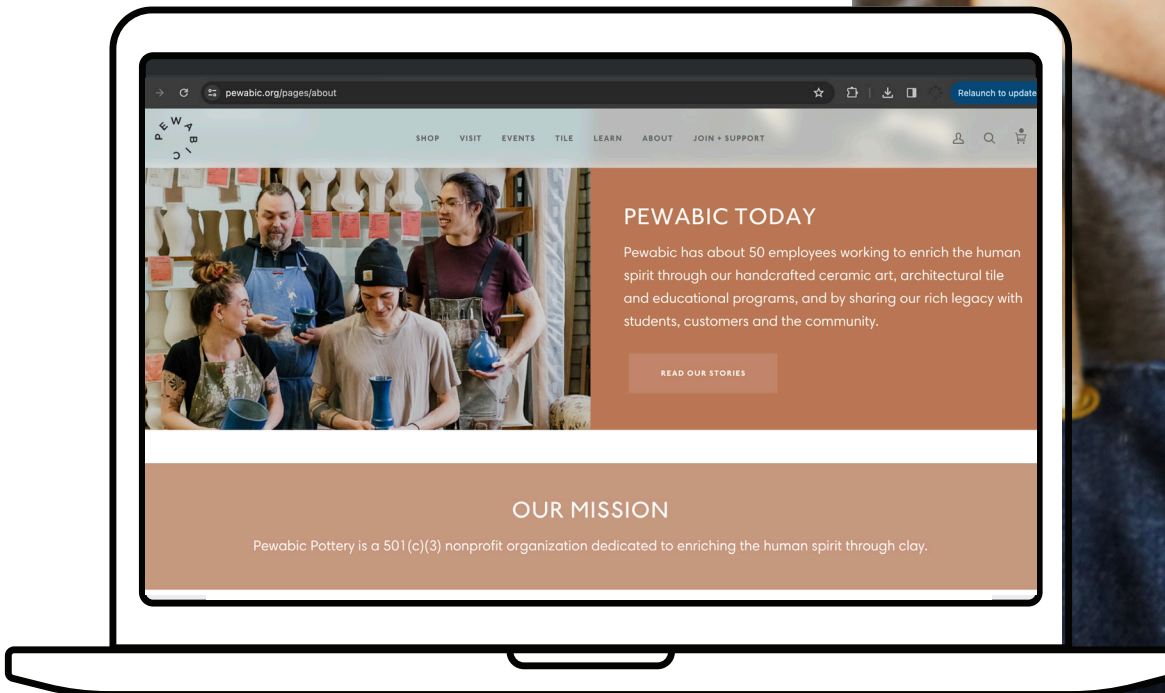 pewabic.org/pages/about
Relaunch to update
PEWABIC
SHOP VISIT EVENTS TILE LEARN ABOUT JOIN + SUPPORT
PEWABIC TODAY
Pewabic has about 50 employees working to enrich the human
spirit through our handcrafted ceramic art, architectural tile
and educational programs, and by sharing our rich legacy with
students, customers and the community.
READ OUR STORIES
OUR MISSION
Pewabic Pottery is a 501(c)(3) nonprofit organization dedicated to enriching the human spirit through clay.